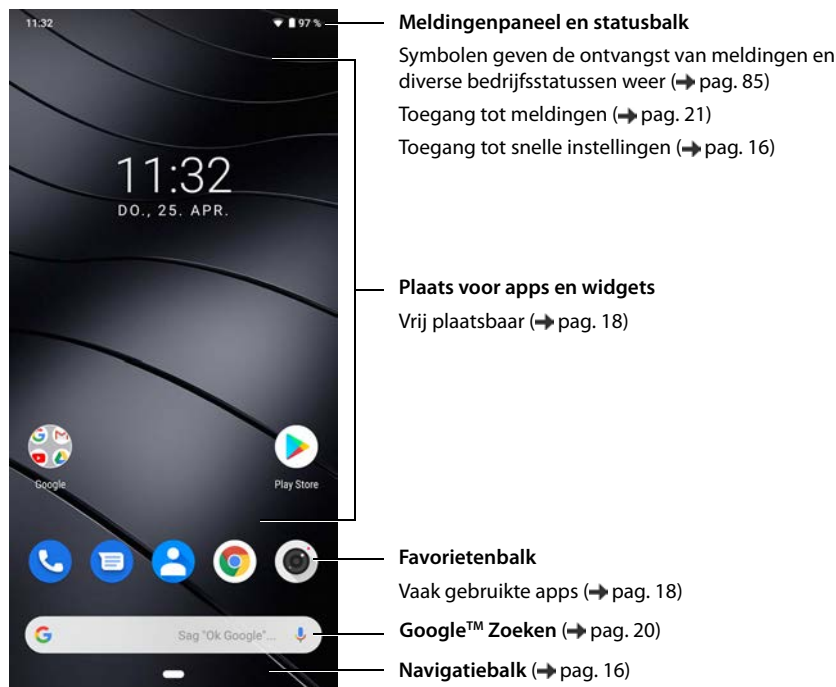 11:32
97 %
11:32
DO., 25. APR.
Google
Play Store
Sag "Ok Google"...
Meldingenpaneel en statusbalk
Symbolen geven de ontvangst van meldingen en
diverse bedrijfsstatussen weer (➔ pag. 85)
Toegang tot meldingen (➔ pag. 21)
Toegang tot snelle instellingen (➔ pag. 16)
Plaats voor apps en widgets
Vrij plaatsbaar (➔ pag. 18)
Favorietenbalk
Vaak gebruikte apps (➔ pag. 18)
Google™ Zoeken (➔ pag. 20)
Navigatiebalk (➔ pag. 16)